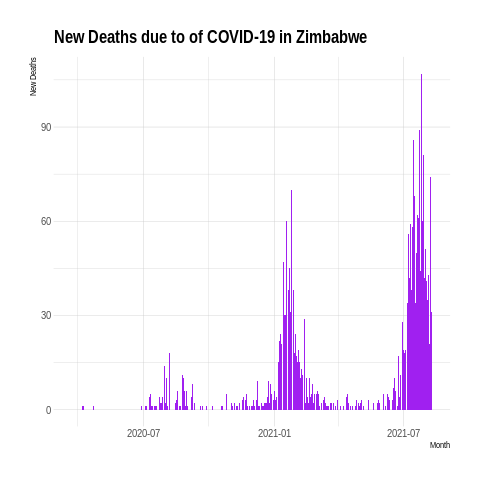 New Deaths due to of COVID-19 in Zimbabwe
New Deaths
90
60
30
0
2020-07
2021-01
2021-07
Month